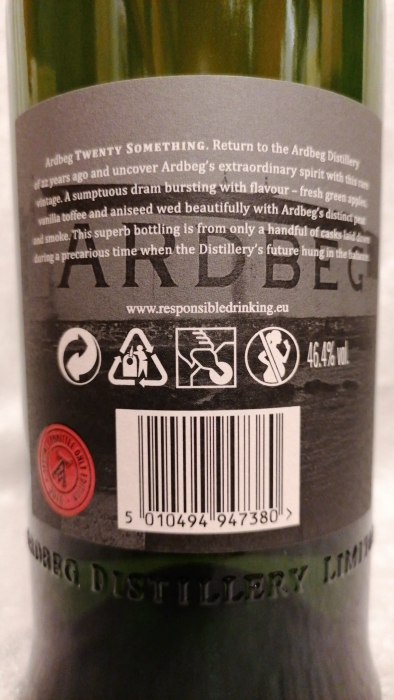 Ardbeg TWENTY SOMETHING. Return to the Ardbeg Distillery
of 22 years ago and uncover Ardbeg's extraordinary spirit with this rare
vintage. A sumptuous dram bursting with flavour – fresh green apples,
vanilla toffee and aniseed wed beautifully with Ardbeg's distinct peat
and smoke. This superb bottling is from only a handful of casks laid down
during a precarious time when the Distillery's future hung in the balance.
ARDBEG
www.responsibledrinking.eu
46.4% vol
COMMITTEE ONLY
5 010494 947380 >
ARDBEG DISTILLERY LIMITED